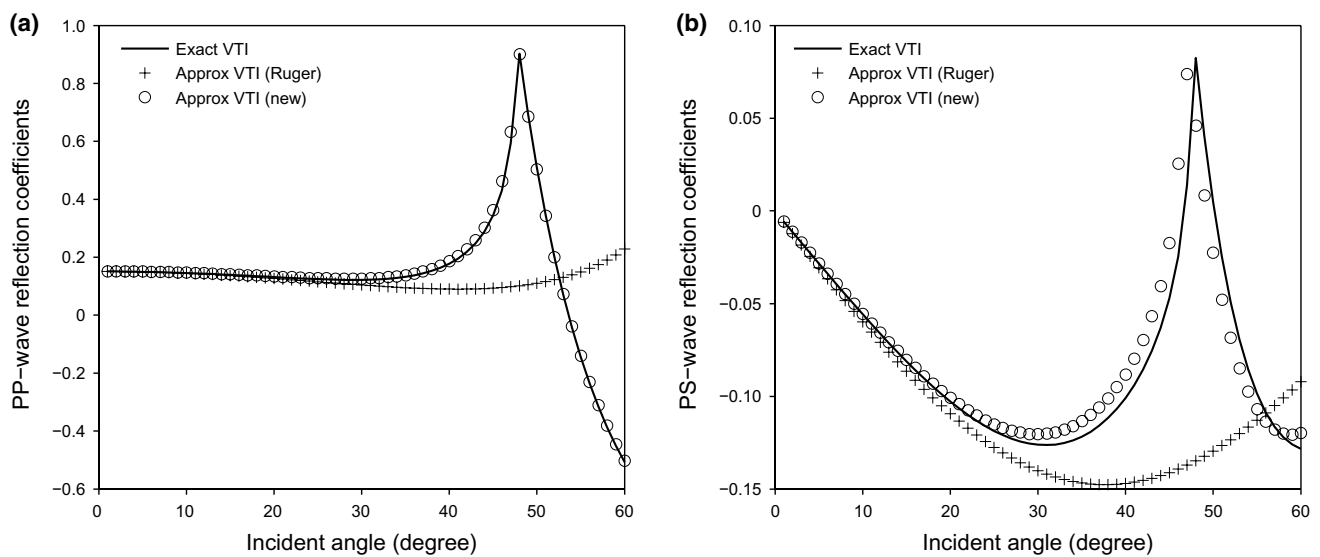 (a)
1.0
0.8
0.6
0.4
0.2
0
−0.2
−0.4
−0.6
PP−wave reflection coefficients
Exact VTI
Approx VTI (Ruger)
Approx VTI (new)
0 10 20 30 40 50 60
Incident angle (degree)
(b)
0.10
0.05
0
−0.05
−0.10
−0.15
PS−wave reflection coefficients
Exact VTI
Approx VTI (Ruger)
Approx VTI (new)
0 10 20 30 40 50 60
Incident angle (degree)